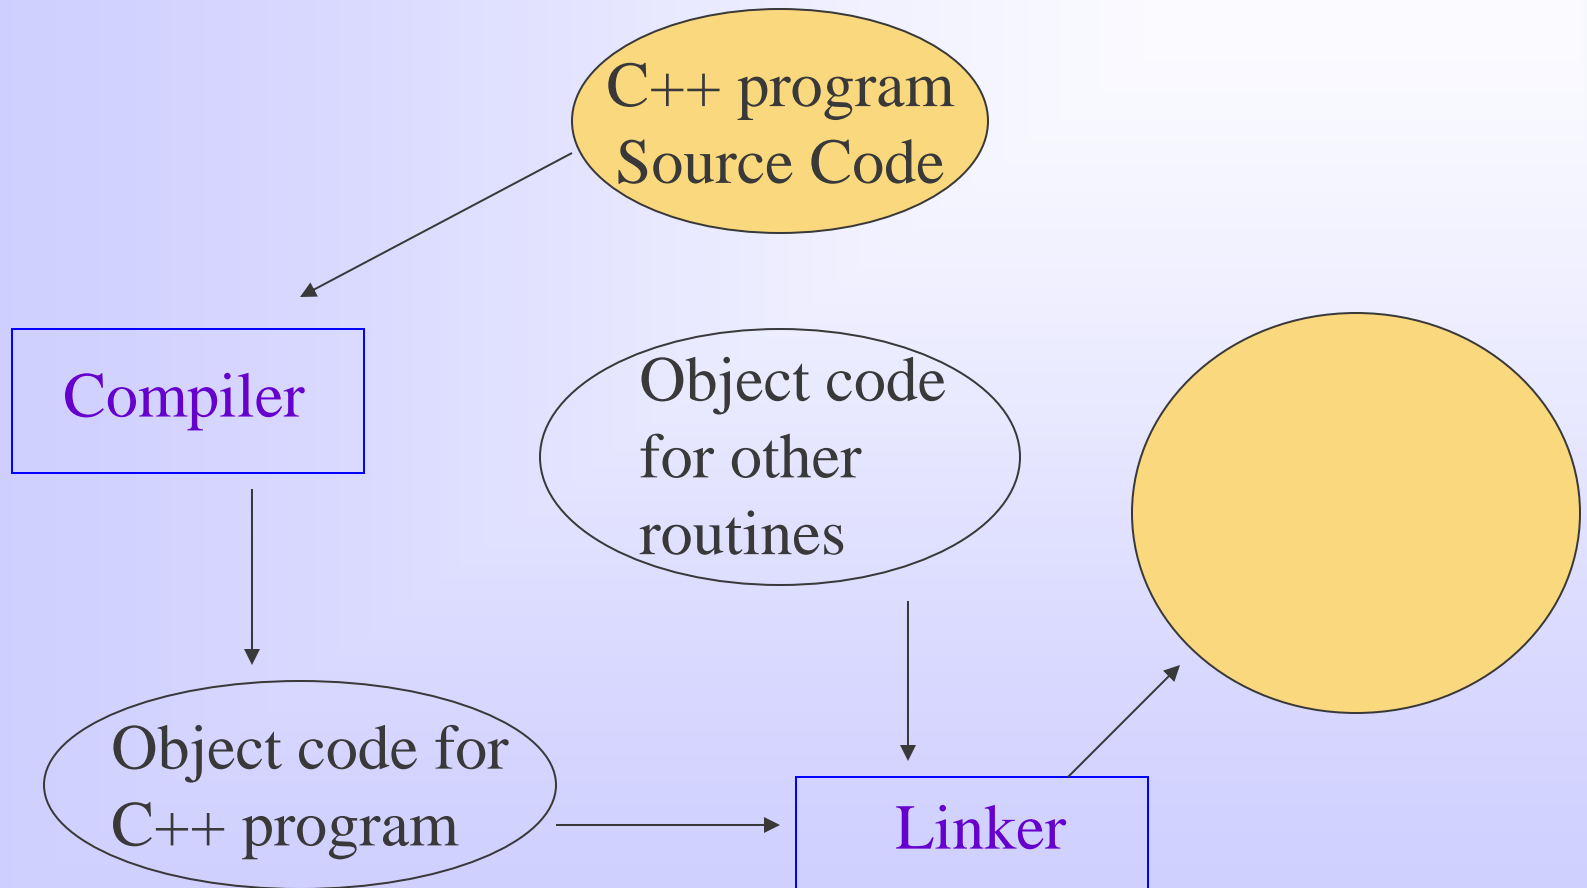 C++ program
Source Code
Compiler
Object code
for other
routines
Object code for
C++ program
Linker